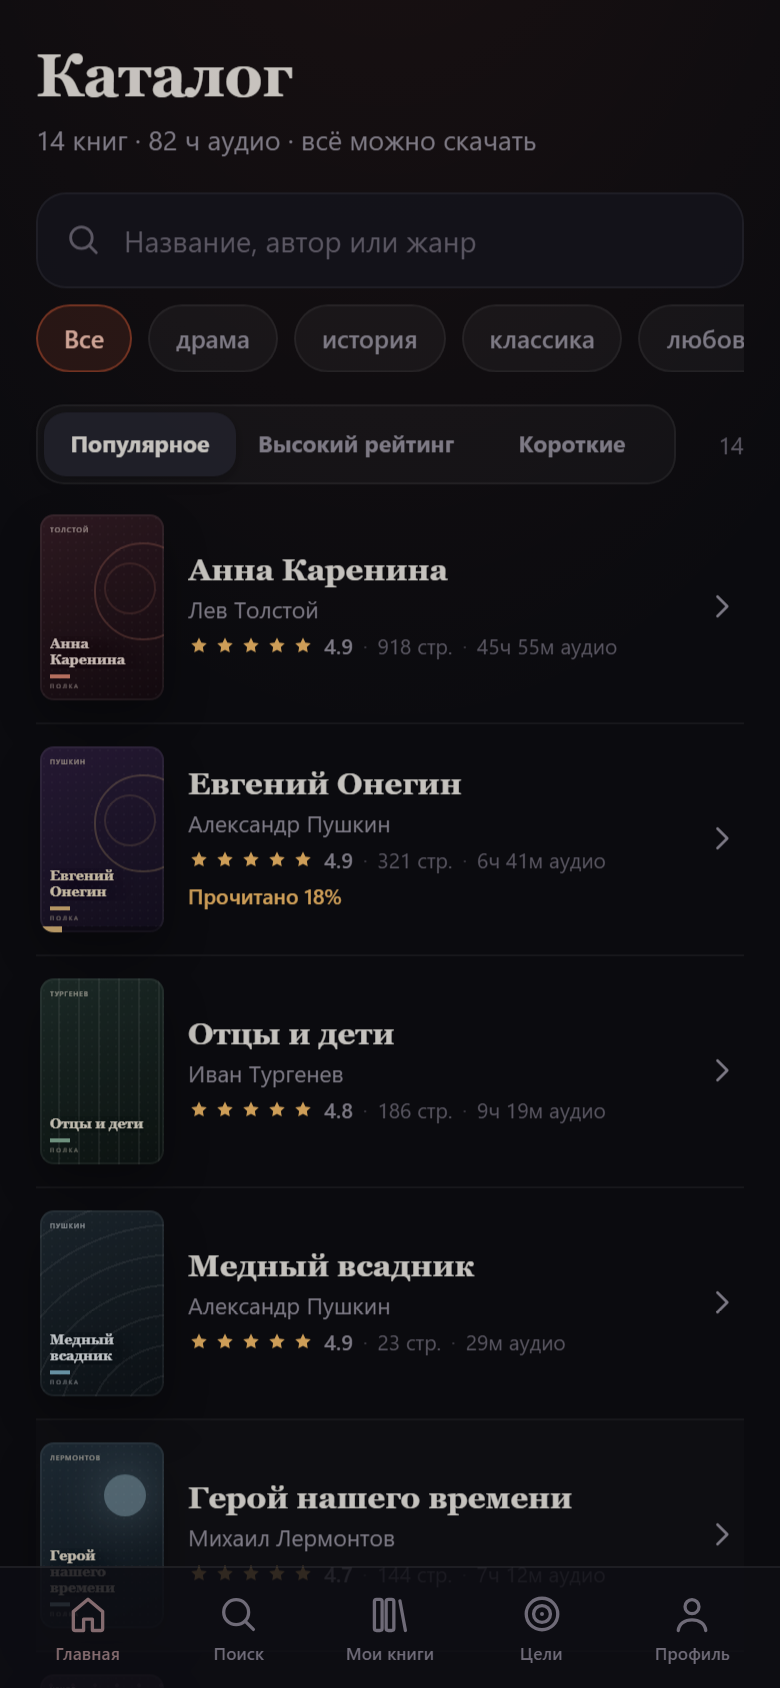 Каталог
14 книг · 82 ч аудио · всё можно скачать
Название, автор или жанр
Все
драма
история
классика
любов
Популярное
Высокий рейтинг
Короткие
14
ТОЛСТОЙ
Анна
Каренина
ПОЛКА
Анна Каренина
Лев Толстой
4.9 · 918 стр. · 45ч 55м аудио
ПУШКИН
Евгений
Онегин
ПОЛКА
Евгений Онегин
Александр Пушкин
4.9 · 321 стр. · 6ч 41м аудио
Прочитано 18%
ТУРГЕНЕВ
Отцы и дети
ПОЛКА
Отцы и дети
Иван Тургенев
4.8 · 186 стр. · 9ч 19м аудио
ПУШКИН
Медный
всадник
ПОЛКА
Медный всадник
Александр Пушкин
4.9 · 23 стр. · 29м аудио
ЛЕРМОНТОВ
Герой
нашего
времени
Герой нашего времени
Михаил Лермонтов
4.7 · 144 стр. · 7ч 12м аудио
Главная
Поиск
Мои книги
Цели
Профиль